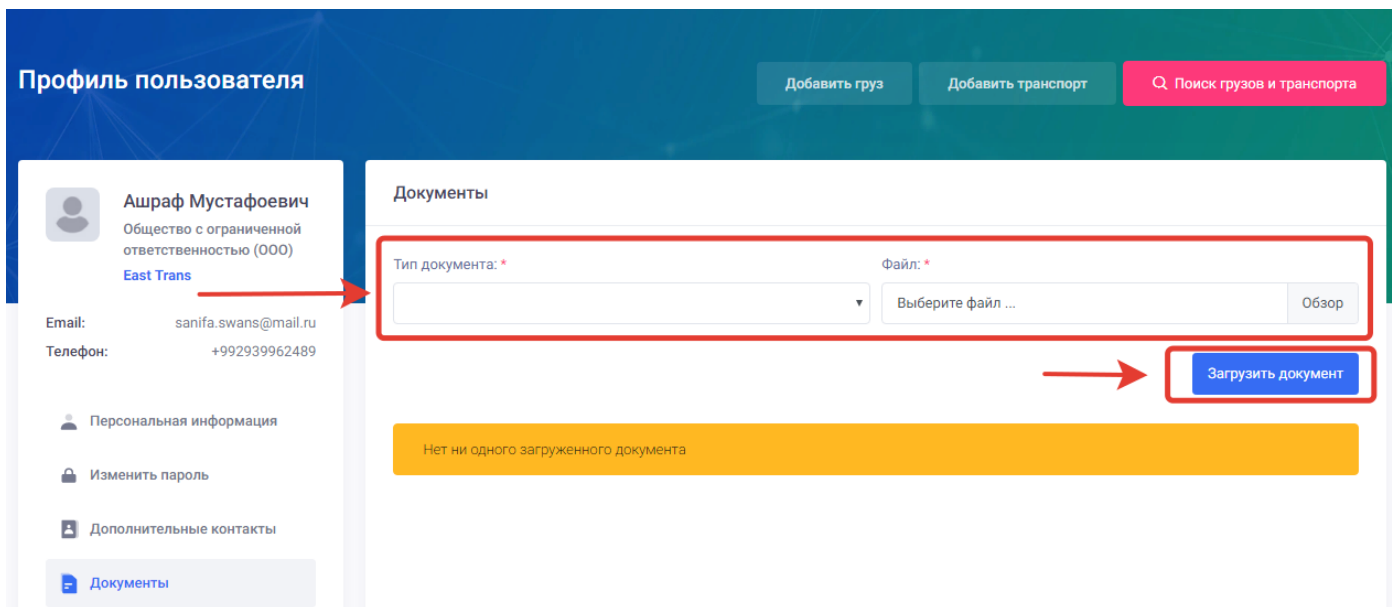 Профиль пользователя
Добавить груз
Добавить транспорт
Поиск грузов и транспорта
Ашраф Мустафоевич
Общество с ограниченной
ответственностью (ООО)
East Trans
Email: sanifa.swans@mail.ru
Телефон: +992939962489
Персональная информация
Изменить пароль
Дополнительные контакты
Документы
Документы
Тип документа: *
Файл: *
Выберите файл ... Обзор
Загрузить документ
Нет ни одного загруженного документа